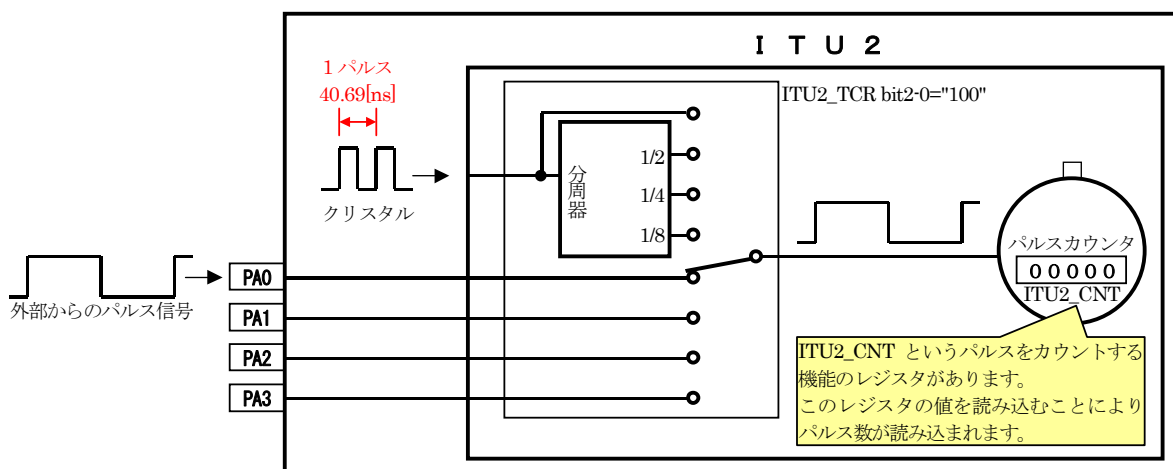 ＩＴＵ２
1 パルス
40.69[ns]
クリスタル
ITU2_TCR bit2-0="100"
分周器
1/2
1/4
1/8
外部からのパルス信号
PA0
PA1
PA2
PA3
パルスカウンタ
０００００
ITU2_CNT
ITU2_CNT というパルスをカウントする
機能のレジスタがあります。
このレジスタの値を読み込むことにより
パルス数が読み込まれます。